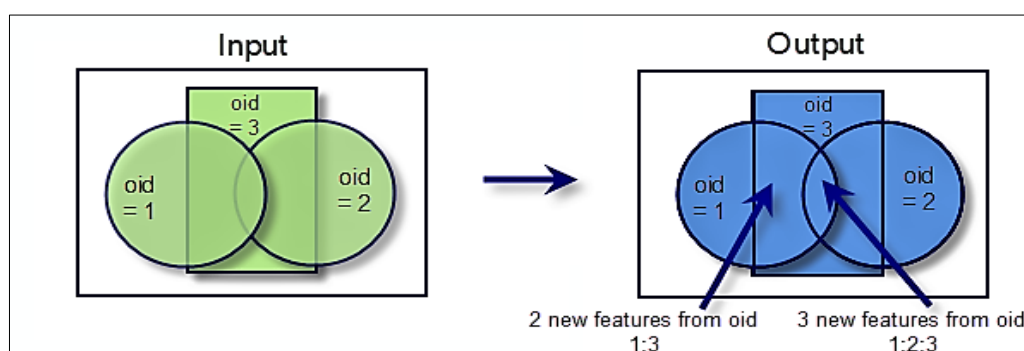 Input
oid
= 3
oid
= 1
oid
= 2
Output
oid
= 3
oid
= 1
oid
= 2
2 new features from oid
1:3
3 new features from oid
1:2:3